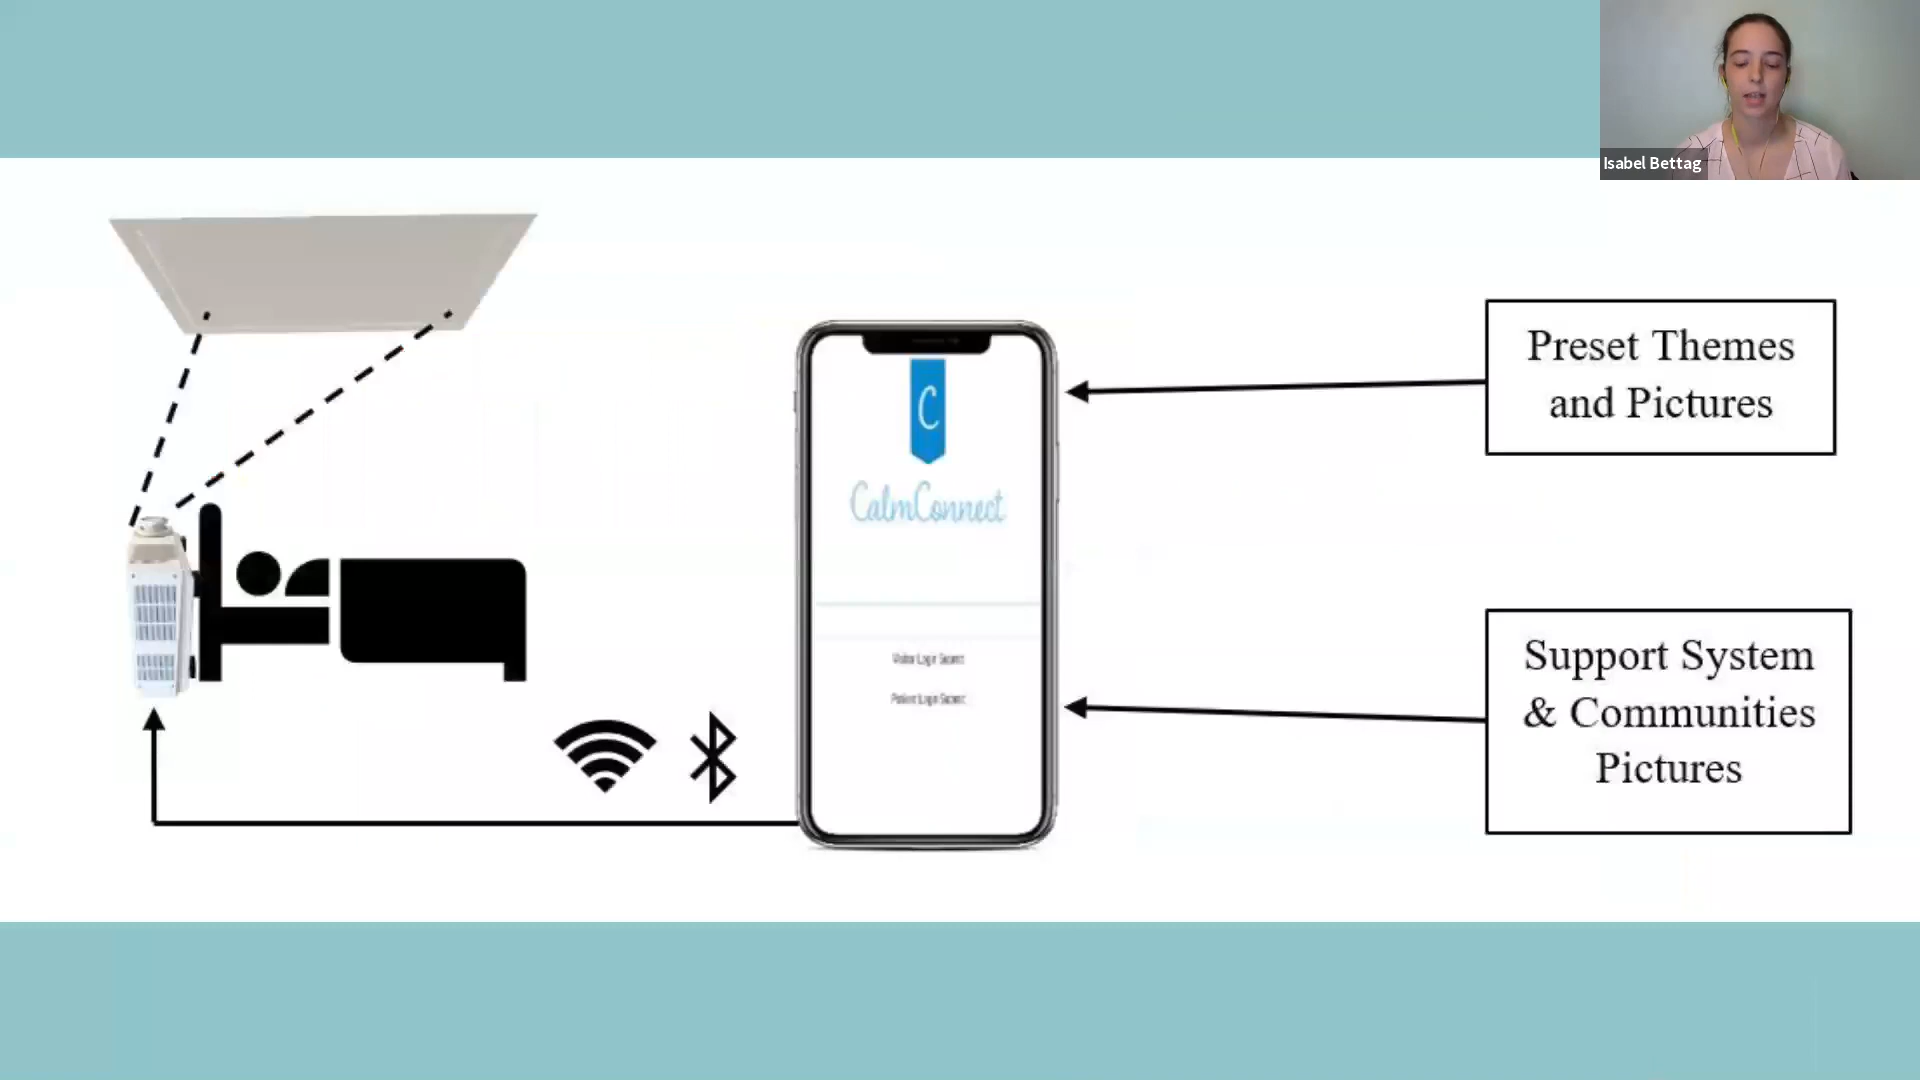 Isabel Bettag
C
CalmConnect
Preset Themes
and Pictures
Support System
& Communities
Pictures